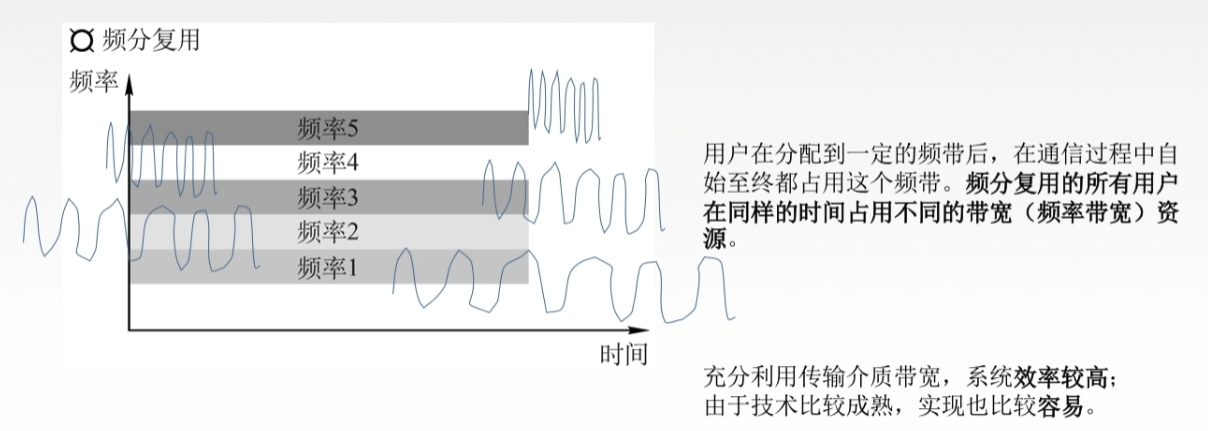 ¤ 频分复用
频率
频率5
频率4
频率3
频率2
频率1
时间
用户在分配到一定的频带后，在通信过程中自
始至终都占用这个频带。频分复用的所有用户
在同样的时间占用不同的带宽（频率带宽）资
源。
充分利用传输介质带宽，系统效率较高；
由于技术比较成熟，实现也比较容易。